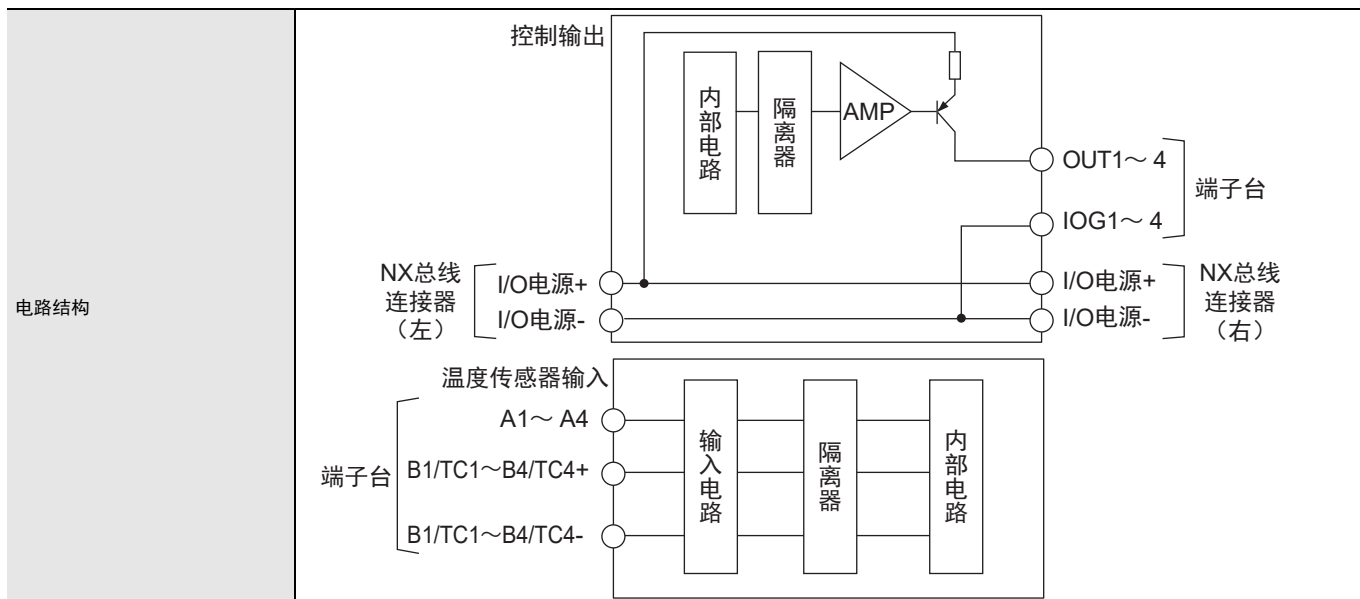 电路结构
控制输出
内部电路
隔离器
AMP
OUT1～ 4
IOG1～ 4
端子台
NX总线
连接器
（左）
I/O电源+
I/O电源-
I/O电源+
I/O电源-
NX总线
连接器
（右）
温度传感器输入
端子台
A1～ A4
B1/TC1～B4/TC4+
B1/TC1～B4/TC4-
输入电路
隔离器
内部电路